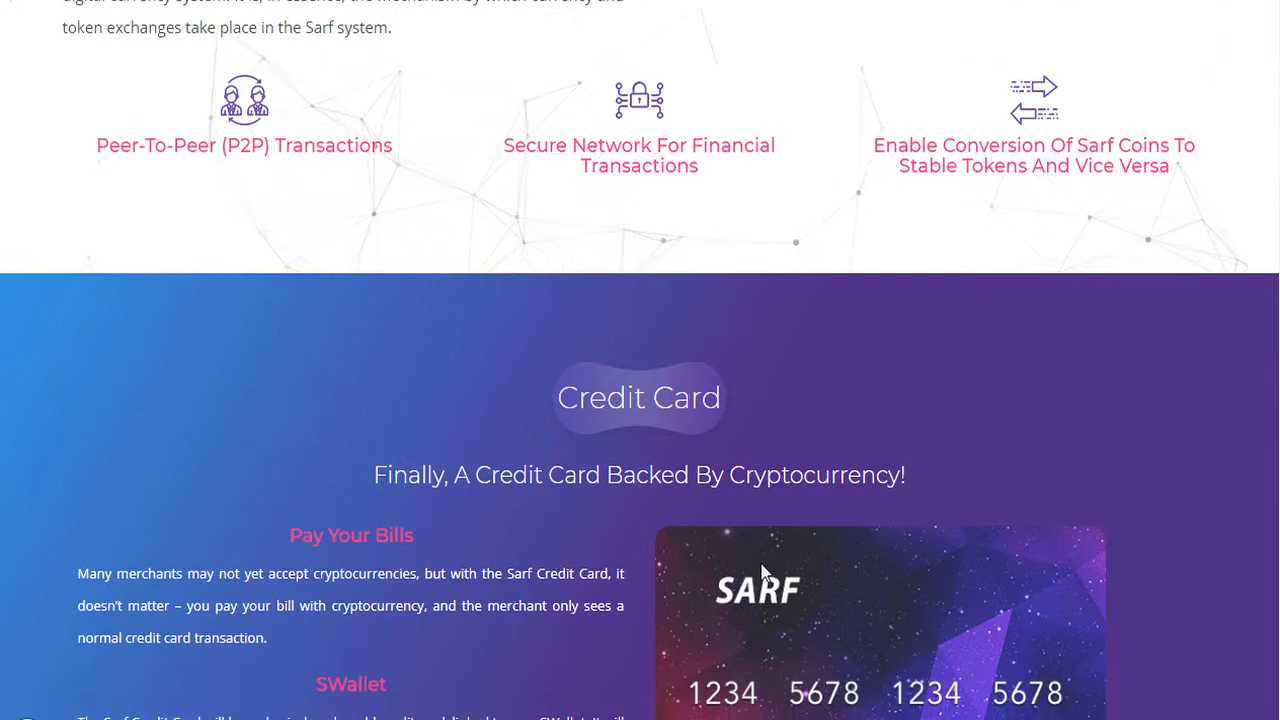 token exchanges take place in the Sarf system.
Peer-To-Peer (P2P) Transactions
Secure Network For Financial
Transactions
Enable Conversion Of Sarf Coins To
Stable Tokens And Vice Versa
Credit Card
Finally, A Credit Card Backed By Cryptocurrency!
Pay Your Bills
Many merchants may not yet accept cryptocurrencies, but with the Sarf Credit Card, it
doesn't matter – you pay your bill with cryptocurrency, and the merchant only sees a
normal credit card transaction.
SWallet
SARF
1234 5678 1234 5678